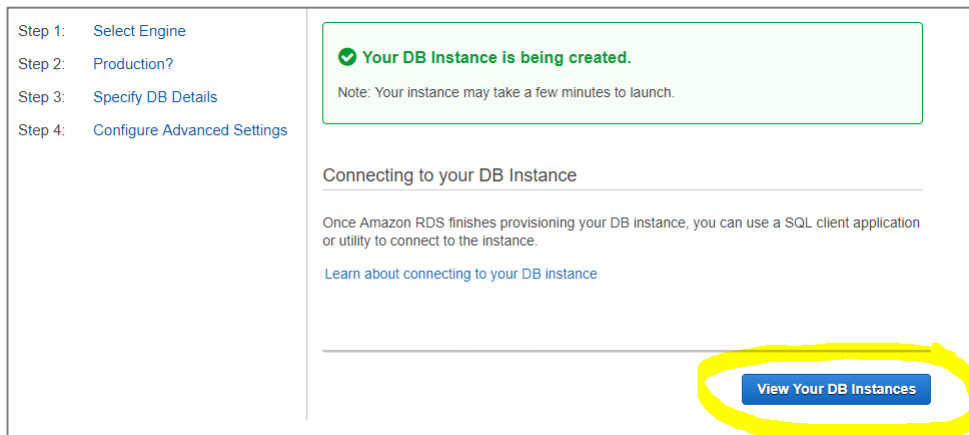 Step 1: Select Engine
Step 2: Production?
Step 3: Specify DB Details
Step 4: Configure Advanced Settings
Your DB Instance is being created.
Note: Your instance may take a few minutes to launch.
Connecting to your DB Instance
Once Amazon RDS finishes provisioning your DB instance, you can use a SQL client application
or utility to connect to the instance.
Learn about connecting to your DB instance
View Your DB Instances